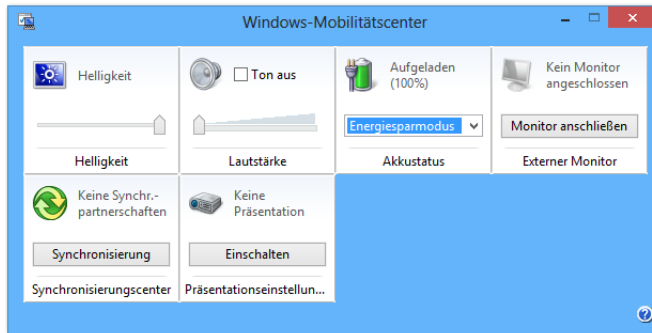 Windows-Mobilitätscenter
Helligkeit
Helligkeit
Ton aus
Lautstärke
Aufgeladen
(100%)
Energiesparmodus
Akkustatus
Kein Monitor
angeschlossen
Monitor anschließen
Externer Monitor
Keine Synchr.-
partnerschaften
Synchronisierung
Synchronisierungscenter
Keine
Präsentation
Einschalten
Präsentationseinstellun...